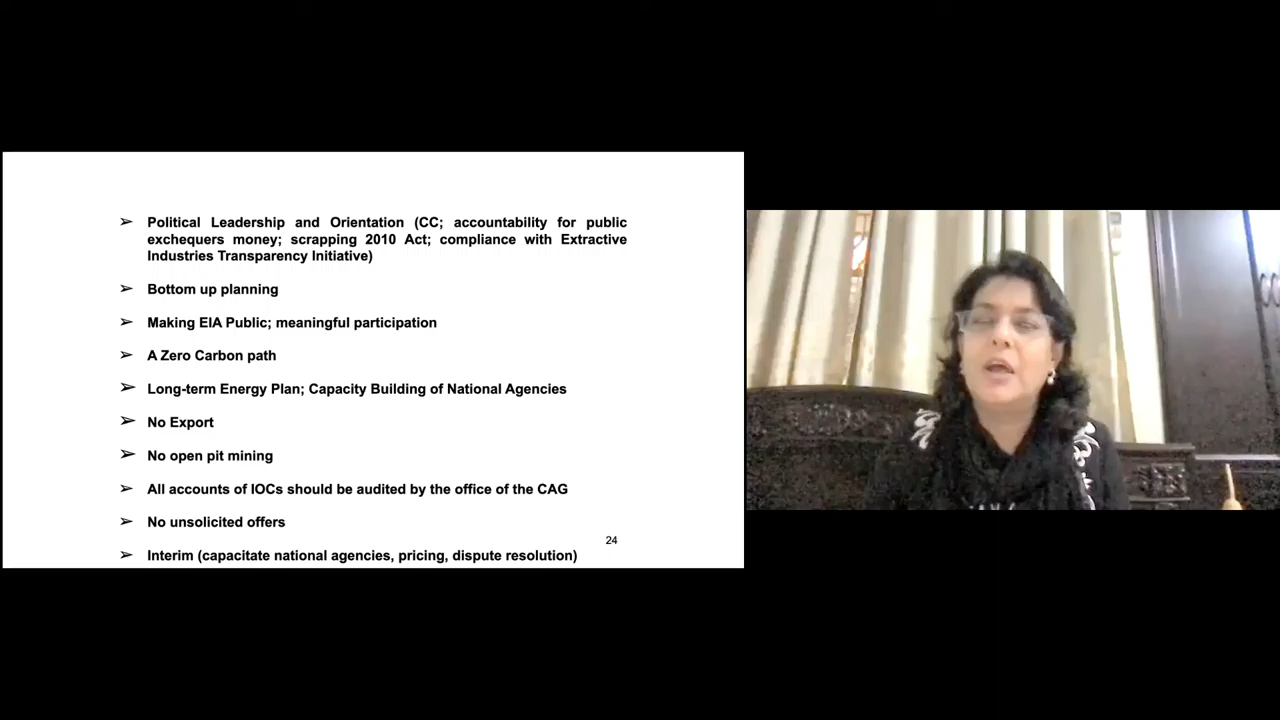 ➢ Political Leadership and Orientation (CC; accountability for public
exchequers money; scrapping 2010 Act; compliance with Extractive
Industries Transparency Initiative)
➢ Bottom up planning
➢ Making EIA Public; meaningful participation
➢ A Zero Carbon path
➢ Long-term Energy Plan; Capacity Building of National Agencies
➢ No Export
➢ No open pit mining
➢ All accounts of IOCs should be audited by the office of the CAG
➢ No unsolicited offers
24
➢ Interim (capacitate national agencies, pricing, dispute resolution)